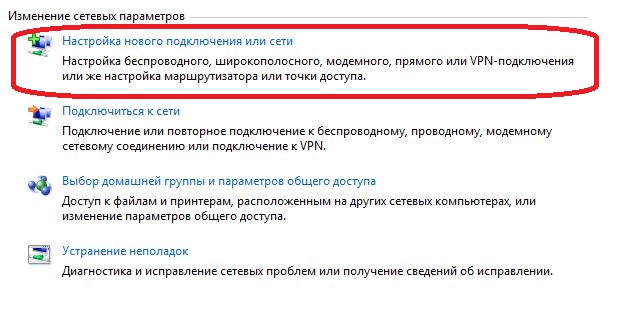 Изменение сетевых параметров
Настройка нового подключения или сети
Настройка беспроводного, широкополосного, модемного, прямого или VPN-подключения
или же настройка маршрутизатора или точки доступа.
Подключиться к сети
Подключение или повторное подключение к беспроводному, проводному, модемному
сетевому соединению или подключение к VPN.
Выбор домашней группы и параметров общего доступа
Доступ к файлам и принтерам, расположенным на других сетевых компьютерах, или
изменение параметров общего доступа.
Устранение неполадок
Диагностика и исправление сетевых проблем или получение сведений об исправлении.